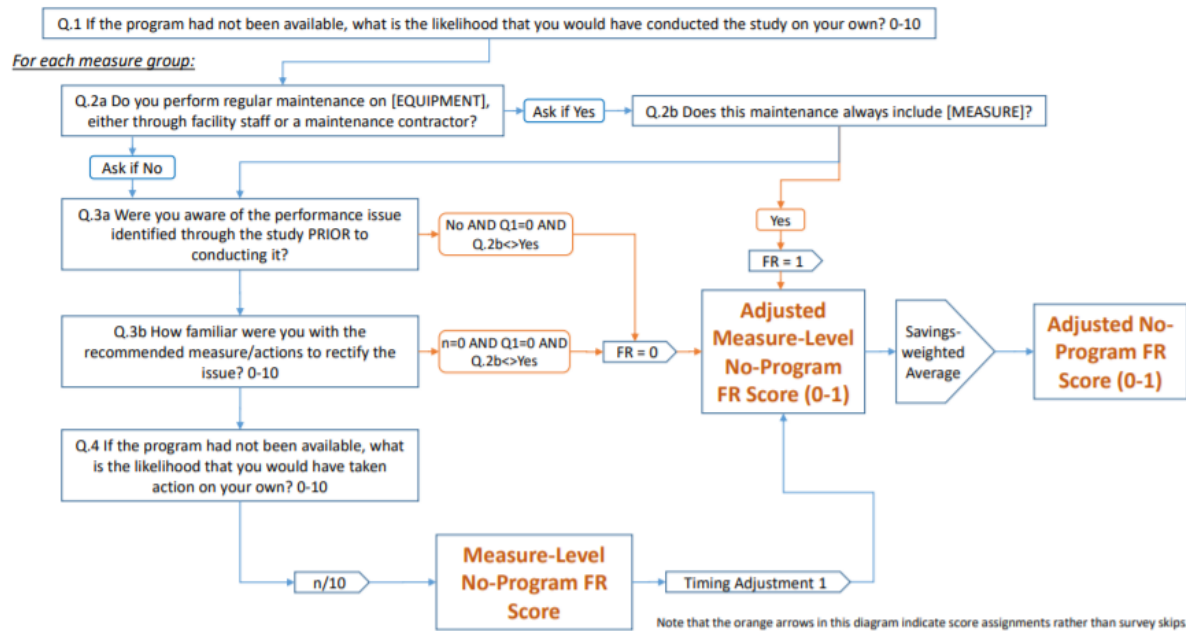 Q.1 If the program had not been available, what is the likelihood that you would have conducted the study on your own? 0-10
For each measure group:
Q.2a Do you perform regular maintenance on [EQUIPMENT],
either through facility staff or a maintenance contractor?
Ask if Yes
Q.2b Does this maintenance always include [MEASURE]?
Ask if No
Q.3a Were you aware of the performance issue
identified through the study PRIOR to
conducting it?
No AND Q1=0 AND
Q.2b<>Yes
Yes
FR = 1
Q.3b How familiar were you with the
recommended measure/actions to rectify the
issue? 0-10
n=0 AND Q1=0 AND
Q.2b<>Yes
FR = 0
Adjusted
Measure-Level
No-Program
FR Score (0-1)
Savings-
weighted
Average
Adjusted No-
Program FR
Score (0-1)
Q.4 If the program had not been available, what
is the likelihood that you would have taken
action on your own? 0-10
n/10
Measure-Level
No-Program FR
Score
Timing Adjustment 1
Note that the orange arrows in this diagram indicate score assignments rather than survey skips